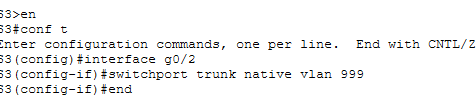 S3>en
S3#conf t
Enter configuration commands, one per line.  End with CNTL/Z
S3(config)#interface g0/2
S3(config-if)#switchport trunk native vlan 999
S3(config-if)#end